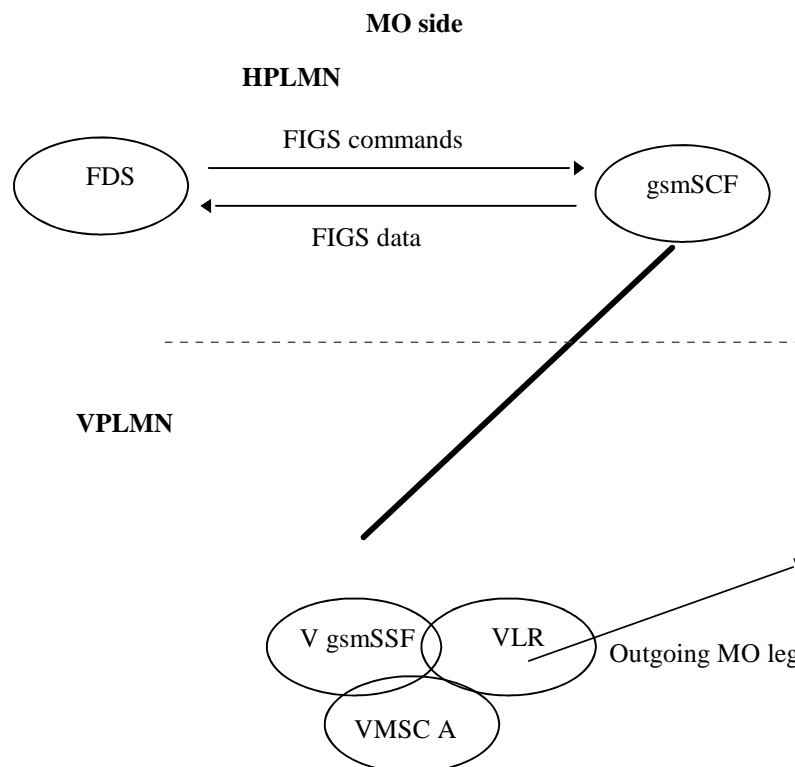 MO side
HPLMN
FIGS commands
FDS
gsmSCF
FIGS data
VPLMN
V gsmSSF
VLR
Outgoing MO leg
VMSC A